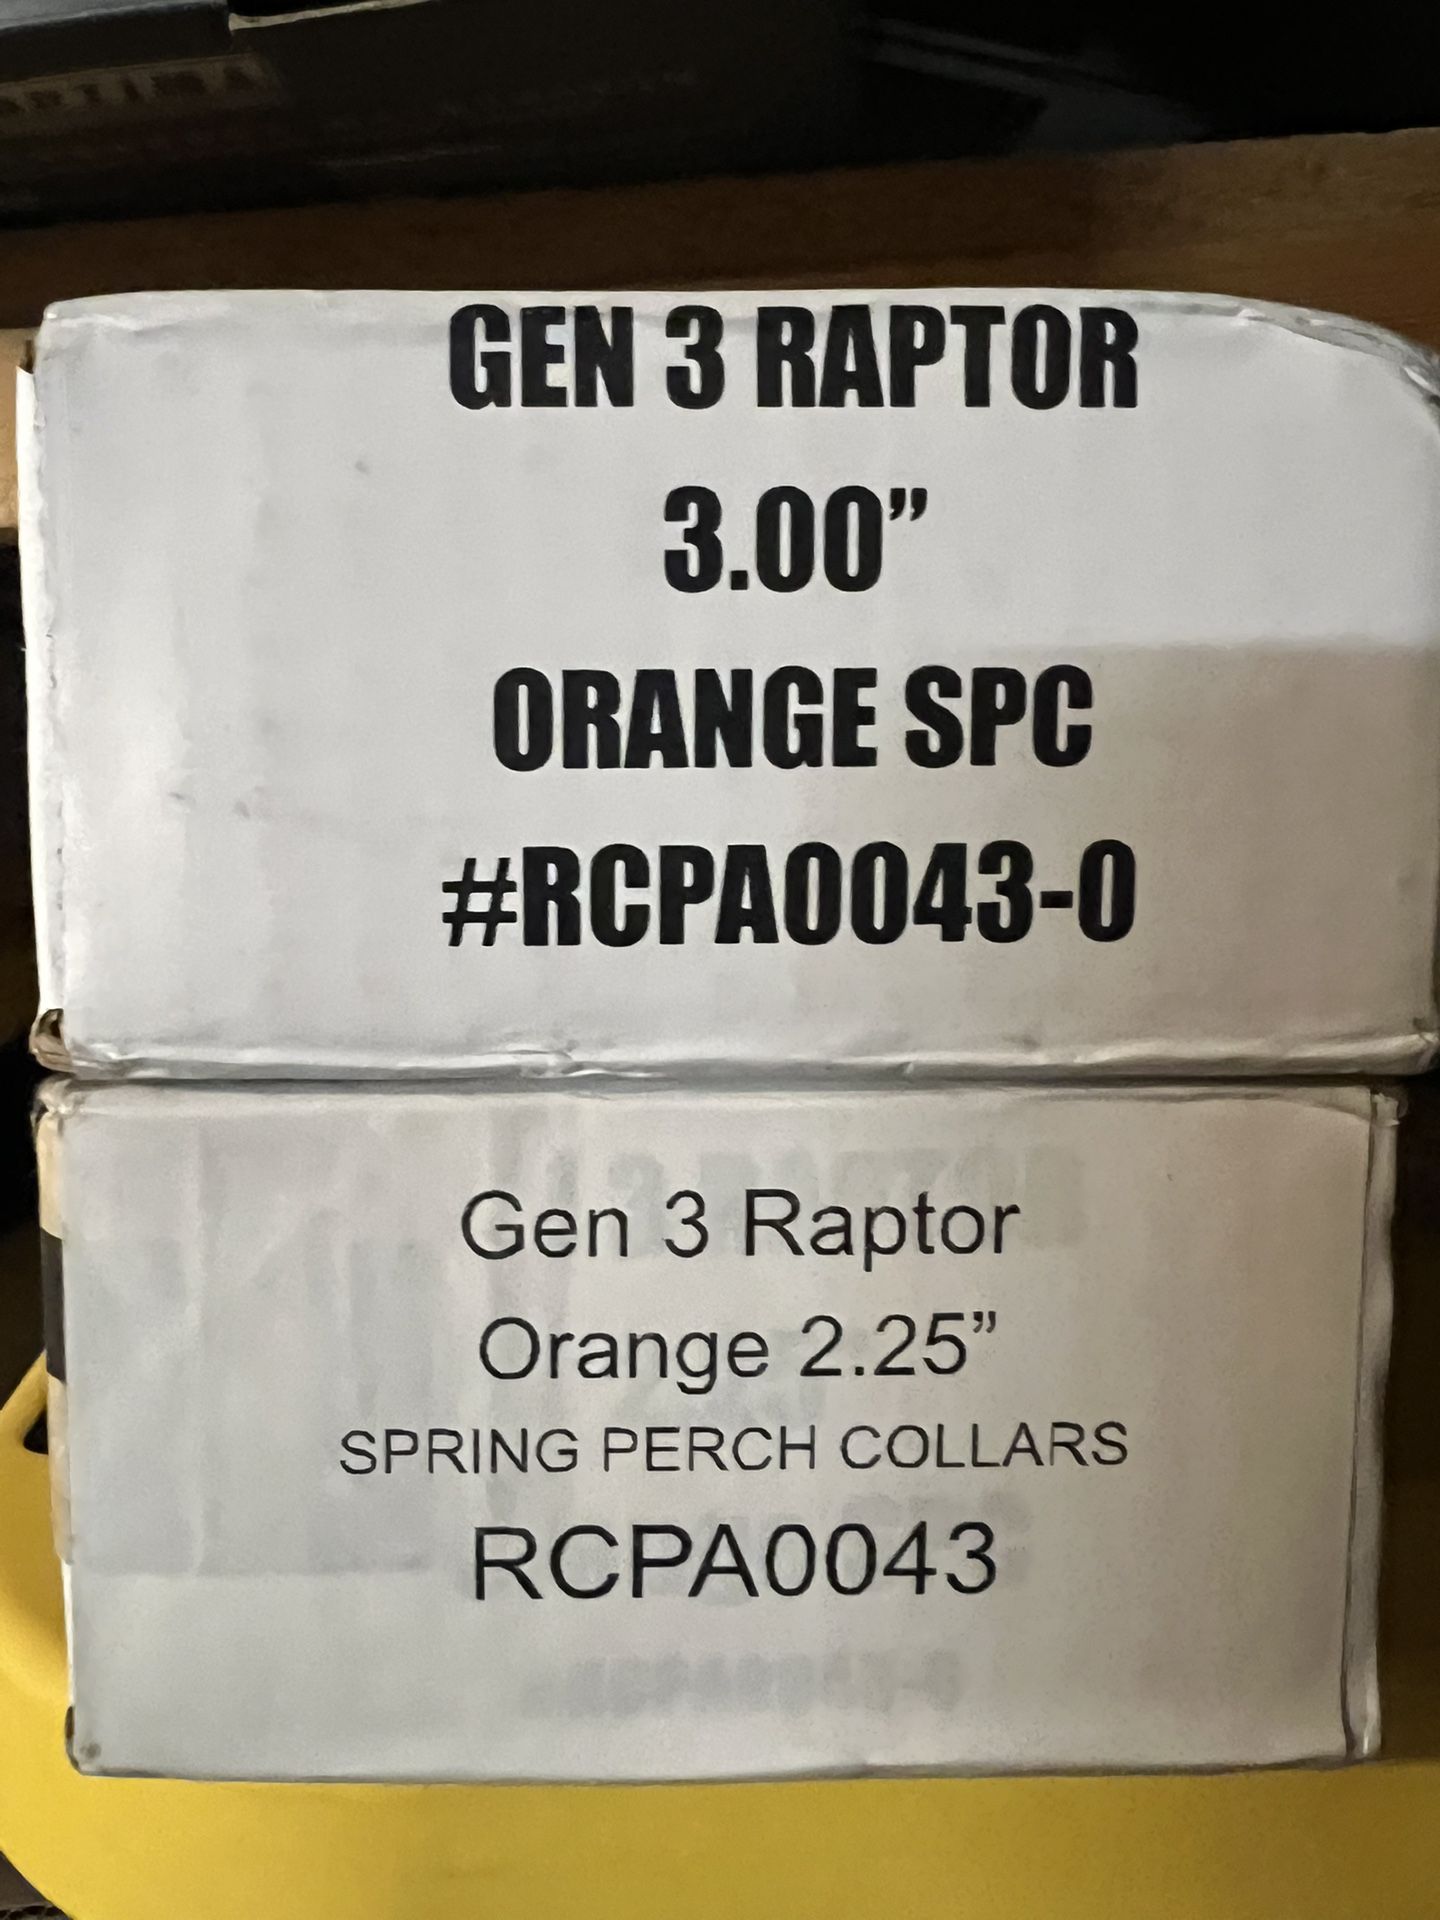 GEN 3 RAPTOR
3.00”
ORANGE SPC
#RCPA0043-0
Gen 3 Raptor
Orange 2.25”
SPRING PERCH COLLARS
RCPA0043